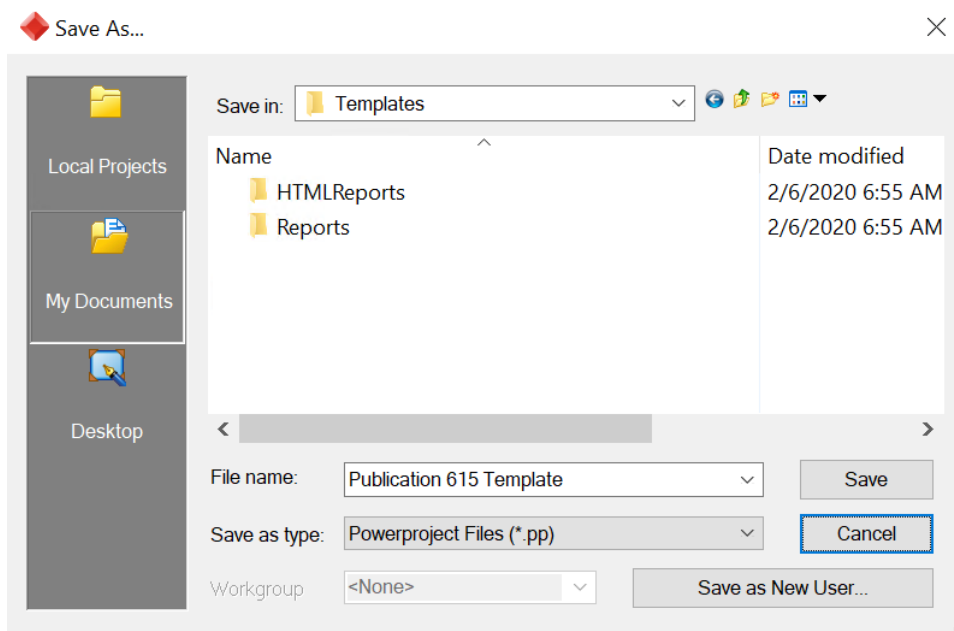 Save As...
Local Projects
My Documents
Desktop
Save in: Templates
Name Date modified
HTMLReports 2/6/2020 6:55 AM
Reports 2/6/2020 6:55 AM
File name: Publication 615 Template Save
Save as type: Powerproject Files (*.pp) Cancel
Workgroup <None> Save as New User...